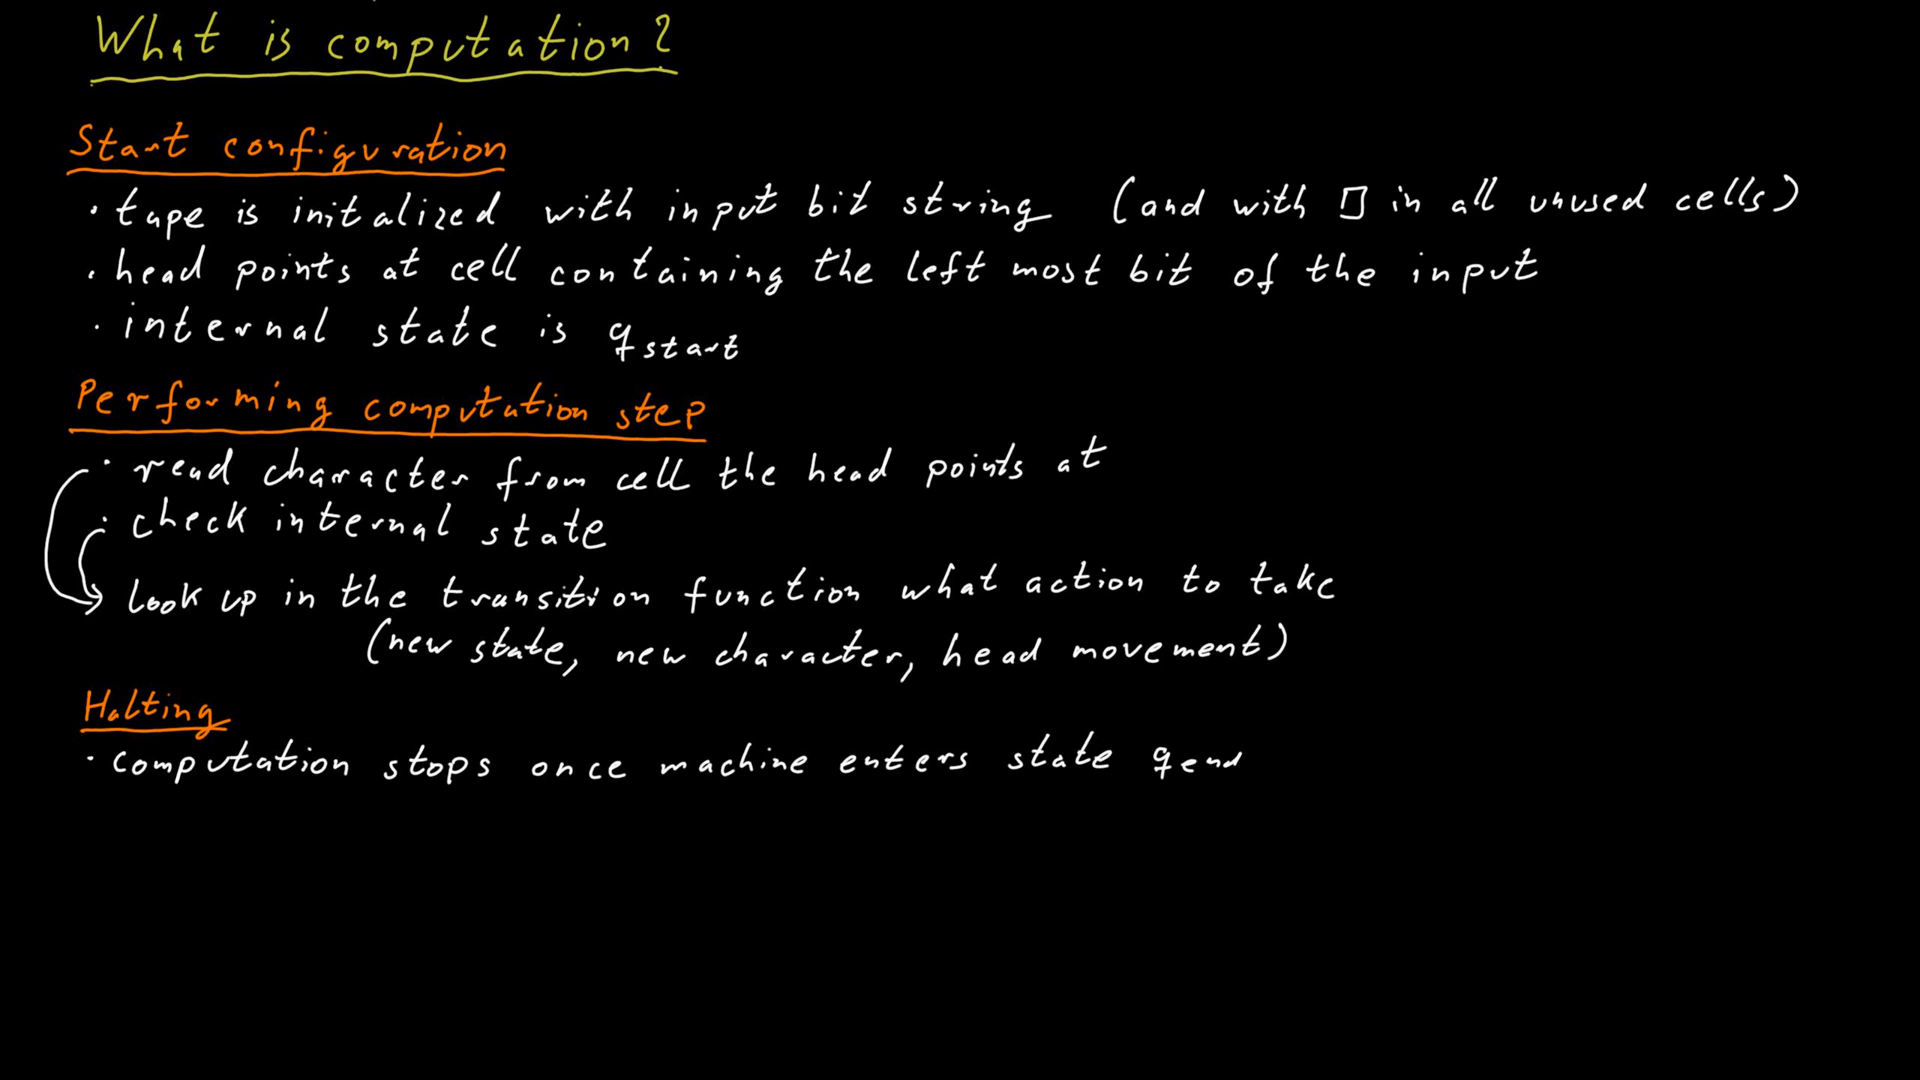 What is computation?
Start configuration
· tape is initalized with input bit string (and with □ in all unused cells)
· head points at cell containing the left most bit of the input
· internal state is qstart
Performing computation step
· read character from cell the head points at
· check internal state
look up in the transition function what action to take
(new state, new character, head movement)
Halting
· computation stops once machine enters state qend